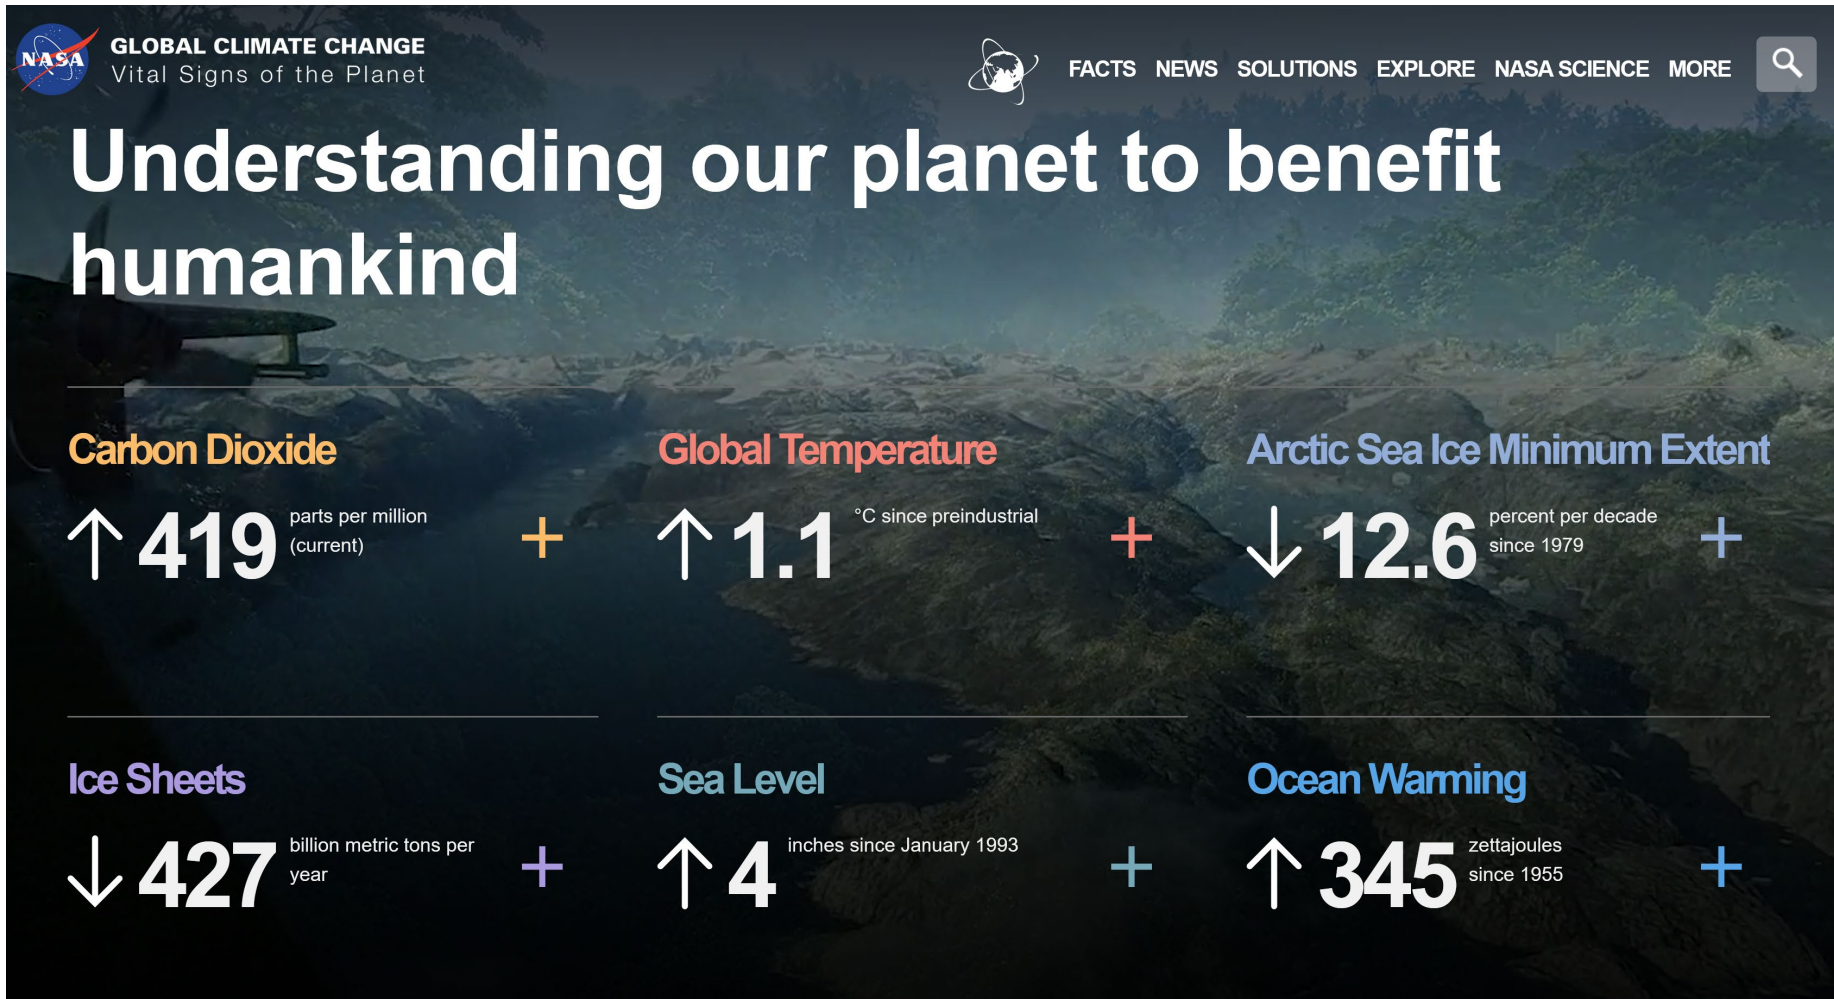 NASA
GLOBAL CLIMATE CHANGE
Vital Signs of the Planet
FACTS NEWS SOLUTIONS EXPLORE NASA SCIENCE MORE
Understanding our planet to benefit
humankind
Carbon Dioxide
419
parts per million
(current)
Global Temperature
1.1
°C since preindustrial
Arctic Sea Ice Minimum Extent
12.6
percent per decade
since 1979
Ice Sheets
427
billion metric tons per
year
Sea Level
4
inches since January 1993
Ocean Warming
345
zettajoules
since 1955